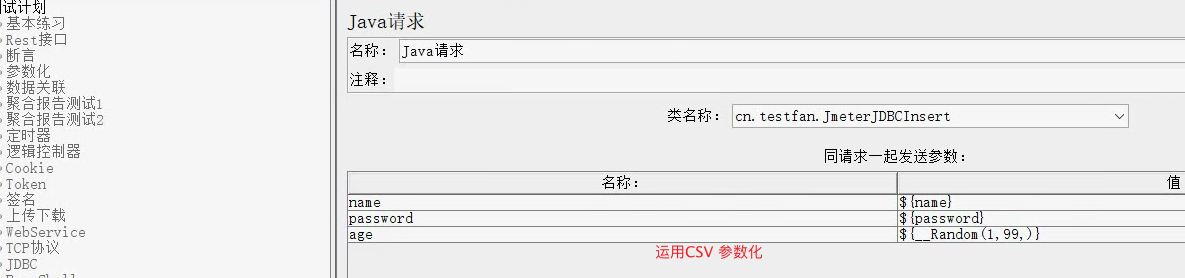 测试计划
基本练习
Rest接口
断言
参数化
数据关联
聚合报告测试1
聚合报告测试2
定时器
逻辑控制器
Cookie
Token
签名
上传下载
WebService
TCP协议
JDBC
Java请求
名称： Java请求
注释：
类名称： cn.testfan.JmeterJDBCInsert
同请求一起发送参数：
名称： 值
name ${name}
password ${password}
age ${__Random(1,99,)}
运用CSV 参数化